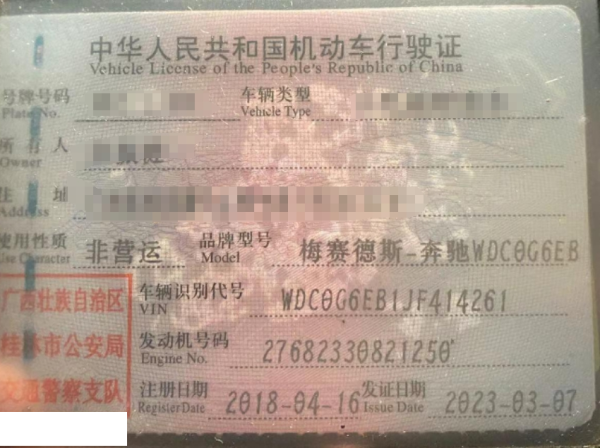 中华人民共和国机动车行驶证
Vehicle License of the People's Republic of China
号牌号码 车辆类型
Plate No. Vehicle Type
所有人
Owner
住址
Address
使用性质 非营运 品牌型号 梅赛德斯-奔驰WDC0G6EB
Use Character Model
广西壮族自治区 车辆识别代号 WDC0G6EB1JF414261
VIN
桂林市公安局 发动机号码 27682330821250
Engine No.
交通警察支队 注册日期 2018-04-16 发证日期 2023-03-07
Register Date Issue Date